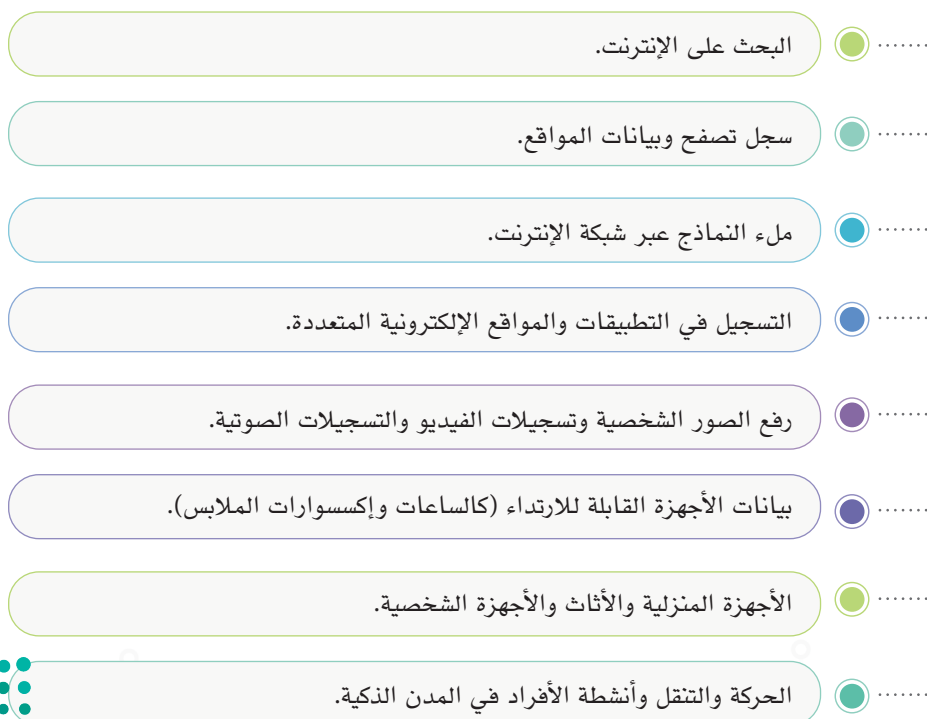 البحث على الإنترنت.
سجل تصفح وبيانات المواقع.
ملء النماذج عبر شبكة الإنترنت.
التسجيل في التطبيقات والمواقع الإلكترونية المتعددة.
رفع الصور الشخصية وتسجيلات الفيديو والتسجيلات الصوتية.
بيانات الأجهزة القابلة للارتداء (كالساعات وإكسسوارات الملابس).
الأجهزة المنزلية والأثاث والأجهزة الشخصية.
الحركة والتنقل وأنشطة الأفراد في المدن الذكية.